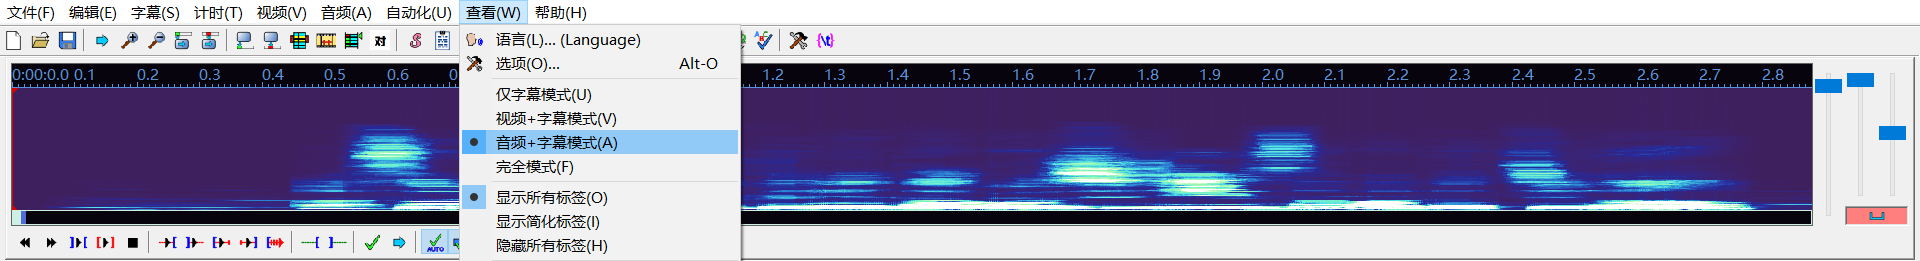 文件(F) 编辑(E) 字幕(S) 计时(T) 视频(V) 音频(A) 自动化(U) 查看(W) 帮助(H)
对 {\t}
语言(L)... (Language)
选项(O)... Alt-O
0:00:0.0 0.1 0.2 0.3 0.4 0.5 0.6 0 1.2 1.3 1.4 1.5 1.6 1.7 1.8 1.9 2.0 2.1 2.2 2.3 2.4 2.5 2.6 2.7 2.8
仅字幕模式(U)
视频+字幕模式(V)
音频+字幕模式(A)
完全模式(F)
显示所有标签(O)
显示简化标签(I)
隐藏所有标签(H)
AUTO